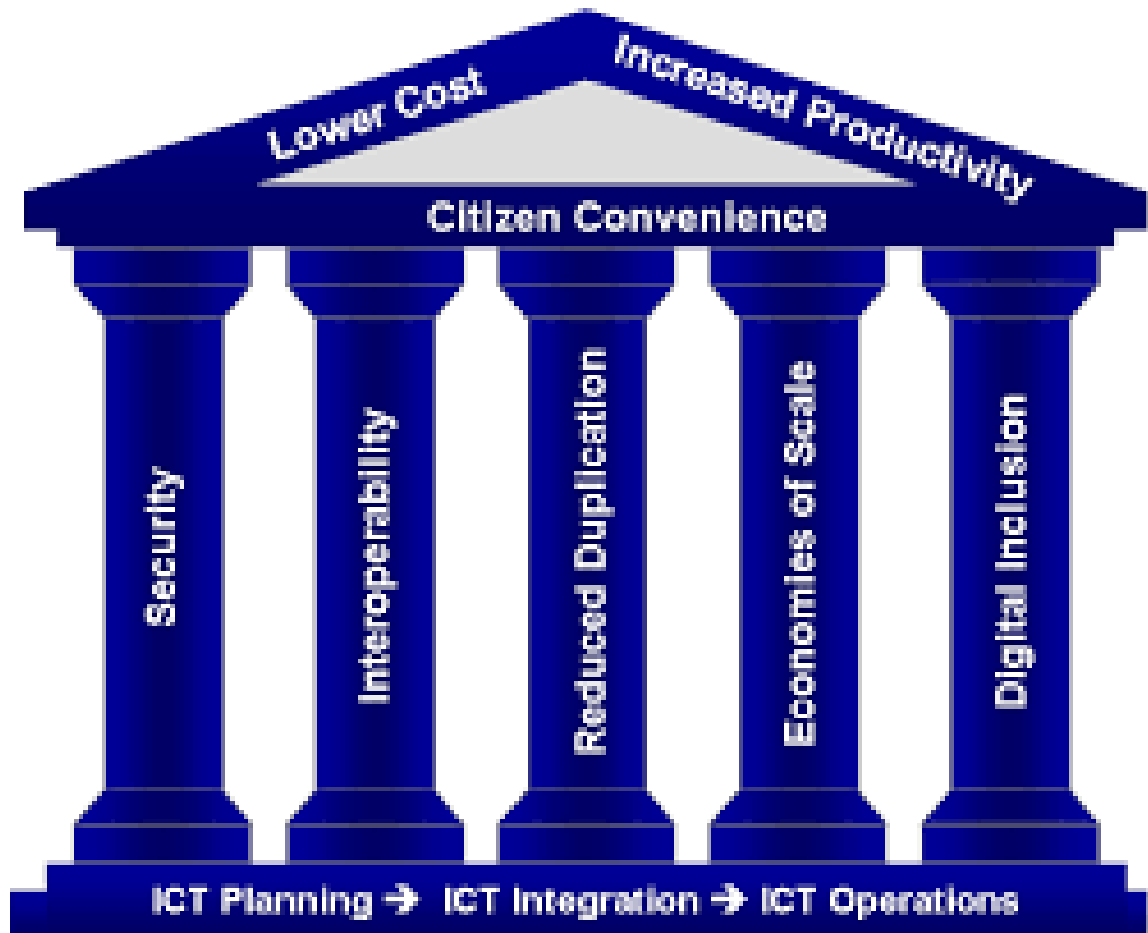 Lower Cost
Increased Productivity
Citizen Convenience
Security
Interoperability
Reduced Duplication
Economies of Scale
Digital Inclusion
ICT Planning → ICT Integration → ICT Operations